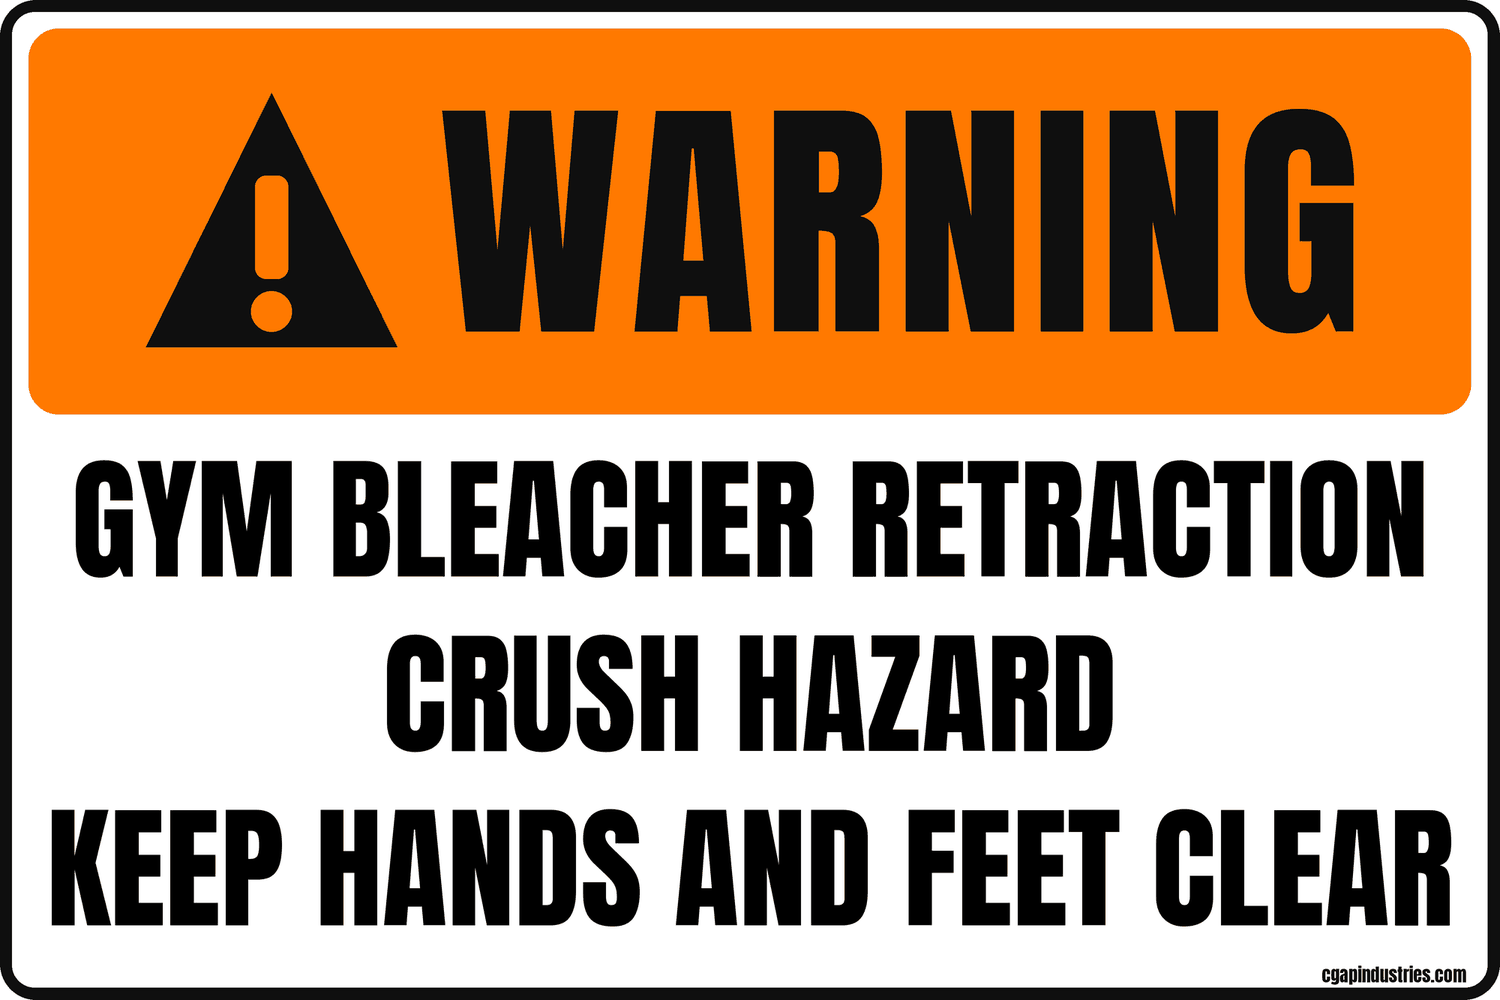 WARNING
GYM BLEACHER RETRACTION
CRUSH HAZARD
KEEP HANDS AND FEET CLEAR
cgapindustries.com